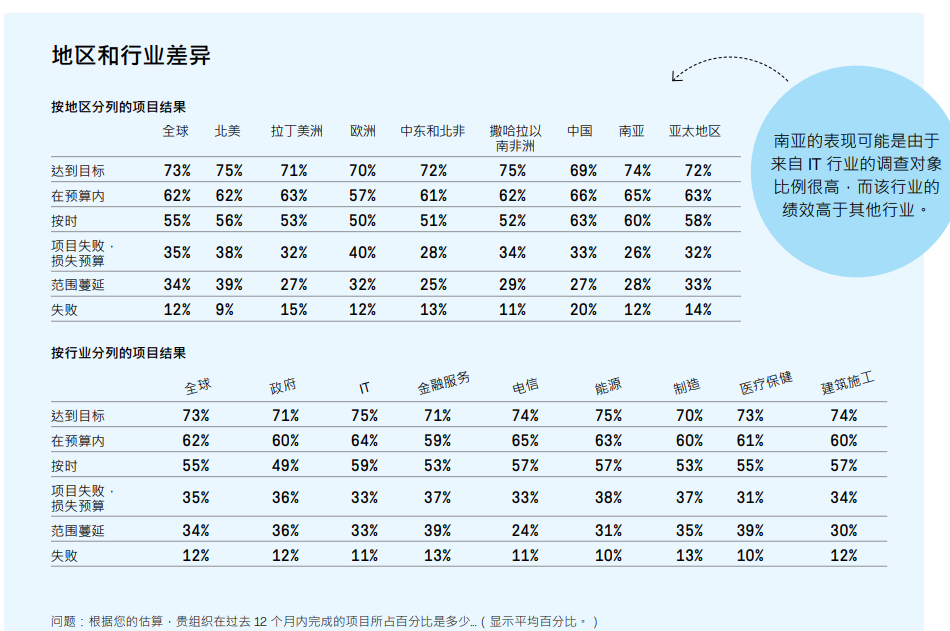 地区和行业差异
按地区分列的项目结果
全球 北美 拉丁美洲 欧洲 中东和北非 撒哈拉以 中国 南亚 亚太地区
南非洲
达到目标 73% 75% 71% 70% 72% 75% 69% 74% 72%
在预算内 62% 62% 63% 57% 61% 62% 66% 65% 63%
按时 55% 56% 53% 50% 51% 52% 63% 60% 58%
项目失败，
损失预算 35% 38% 32% 40% 28% 34% 33% 26% 32%
范围蔓延 34% 39% 27% 32% 25% 29% 27% 28% 33%
失败 12% 9% 15% 12% 13% 11% 20% 12% 14%
南亚的表现可能是由于
来自 IT 行业的调查对象
比例很高，而该行业的
绩效高于其他行业。
按行业分列的项目结果
全球 政府 IT 金融服务 电信 能源 制造 医疗保健 建筑施工
达到目标 73% 71% 75% 71% 74% 75% 70% 73% 74%
在预算内 62% 60% 64% 59% 65% 63% 60% 61% 60%
按时 55% 49% 59% 53% 57% 57% 53% 55% 57%
项目失败，
损失预算 35% 36% 33% 37% 33% 38% 37% 31% 34%
范围蔓延 34% 36% 33% 39% 24% 31% 35% 39% 30%
失败 12% 12% 11% 13% 11% 10% 13% 10% 12%
问题：根据您的估算，贵组织在过去 12 个月内完成的项目所占百分比是多少…（显示平均百分比。）